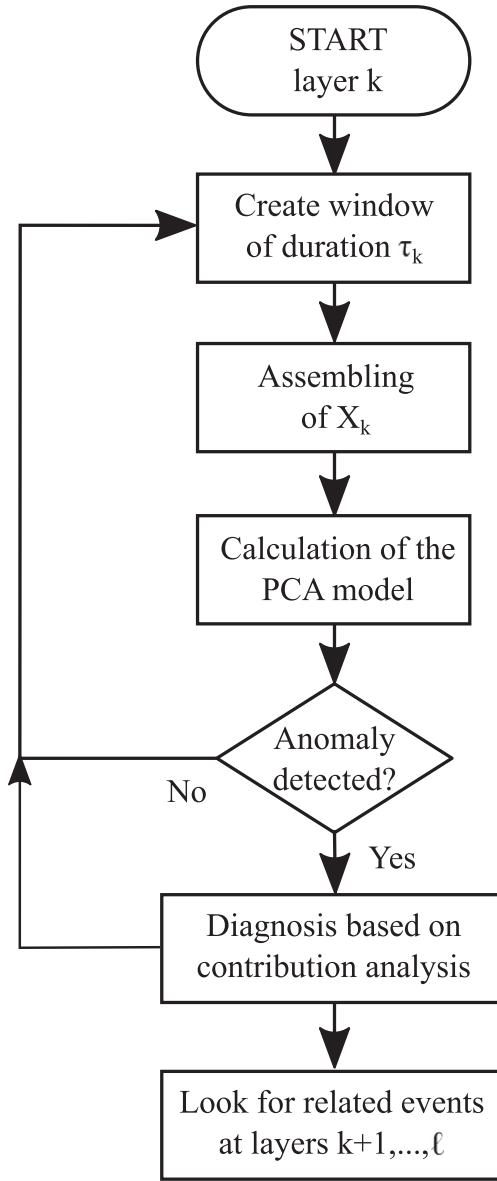 START
layer k
Create window
of duration τₖ
Assembling
of Xₖ
Calculation of the
PCA model
Anomaly
detected?
No
Yes
Diagnosis based on
contribution analysis
Look for related events
at layers k+1,...,ℓ